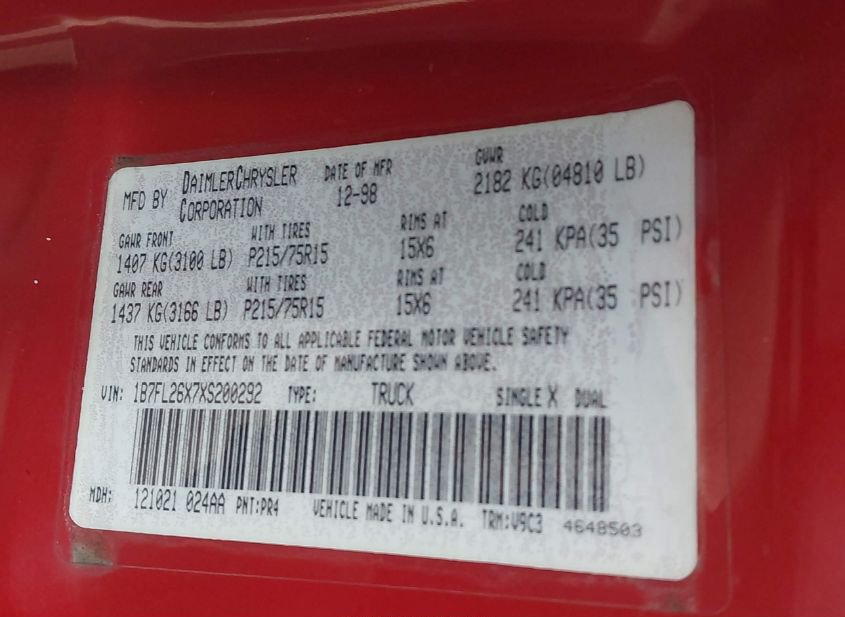 MFD BY DAIMLERCHRYSLER CORPORATION DATE OF MFR 12-98 GVWR 2182 KG(04810 LB)
GAWR FRONT WITH TIRES RIMS AT COLD
1407 KG(3100 LB) P215/75R15 15X6 241 KPA(35 PSI)
GAWR REAR WITH TIRES RIMS AT COLD
1437 KG(3166 LB) P215/75R15 15X6 241 KPA(35 PSI)
THIS VEHICLE CONFORMS TO ALL APPLICABLE FEDERAL MOTOR VEHICLE SAFETY
STANDARDS IN EFFECT ON THE DATE OF MANUFACTURE SHOWN ABOVE.
VIN: 1B7FL26X7XS200292 TYPE: TRUCK SINGLE X DUAL
MDH: 121021 024AA PNT:PR4 VEHICLE MADE IN U.S.A. TRM:V9C3 4648503